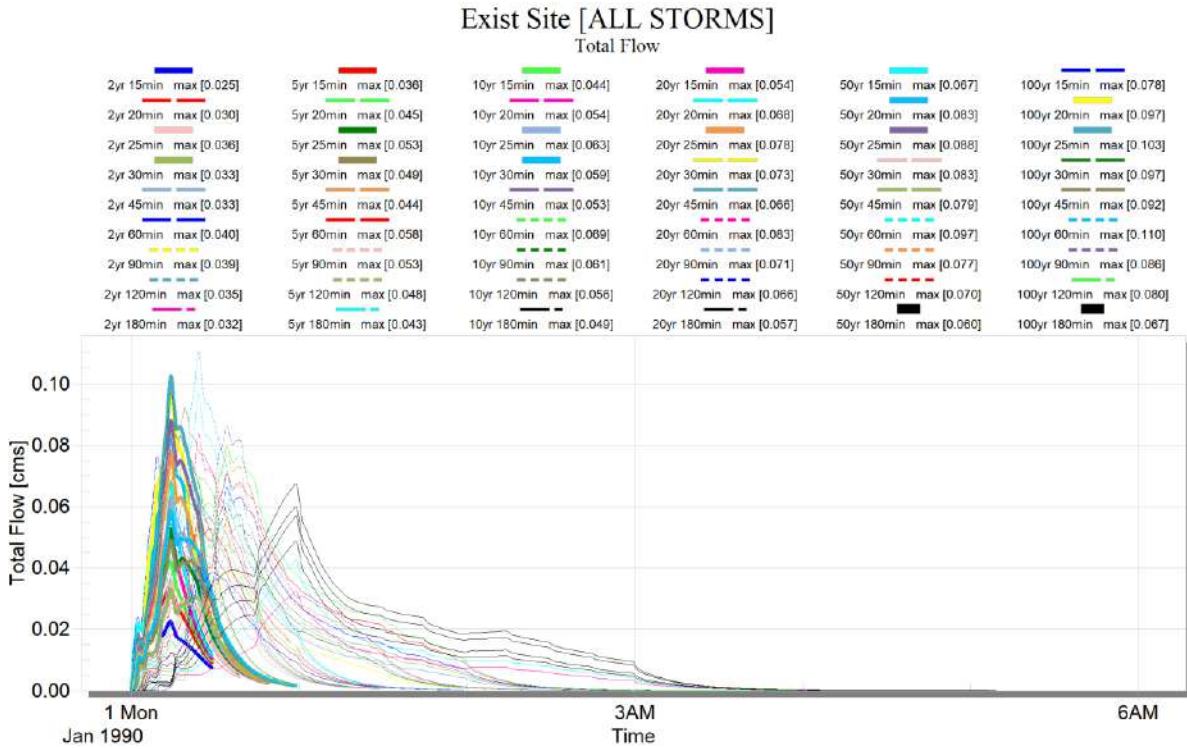 Exist Site [ALL STORMS]
Total Flow
2yr 15min max [0.025] 5yr 15min max [0.036] 10yr 15min max [0.044] 20yr 15min max [0.054] 50yr 15min max [0.067] 100yr 15min max [0.078]
2yr 20min max [0.030] 5yr 20min max [0.045] 10yr 20min max [0.054] 20yr 20min max [0.068] 50yr 20min max [0.083] 100yr 20min max [0.097]
2yr 25min max [0.036] 5yr 25min max [0.053] 10yr 25min max [0.063] 20yr 25min max [0.078] 50yr 25min max [0.088] 100yr 25min max [0.103]
2yr 30min max [0.033] 5yr 30min max [0.049] 10yr 30min max [0.059] 20yr 30min max [0.073] 50yr 30min max [0.083] 100yr 30min max [0.097]
2yr 45min max [0.033] 5yr 45min max [0.044] 10yr 45min max [0.053] 20yr 45min max [0.066] 50yr 45min max [0.079] 100yr 45min max [0.092]
2yr 60min max [0.040] 5yr 60min max [0.058] 10yr 60min max [0.069] 20yr 60min max [0.083] 50yr 60min max [0.097] 100yr 60min max [0.110]
2yr 90min max [0.039] 5yr 90min max [0.053] 10yr 90min max [0.061] 20yr 90min max [0.071] 50yr 90min max [0.077] 100yr 90min max [0.086]
2yr 120min max [0.035] 5yr 120min max [0.048] 10yr 120min max [0.056] 20yr 120min max [0.066] 50yr 120min max [0.070] 100yr 120min max [0.080]
2yr 180min max [0.032] 5yr 180min max [0.043] 10yr 180min max [0.049] 20yr 180min max [0.057] 50yr 180min max [0.060] 100yr 180min max [0.067]
0.10
0.08
0.06
0.04
0.02
0.00
Total Flow [cms]
1 Mon 3AM 6AM
Jan 1990 Time